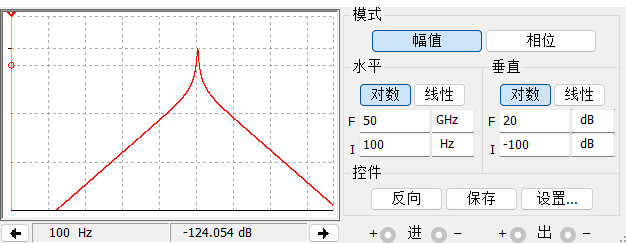 模式
幅值 相位
水平 垂直
对数 线性 对数 线性
F 50 GHz F 20 dB
I 100 Hz I -100 dB
控件
反向 保存 设置...
100 Hz -124.054 dB + 进 - + 出 -